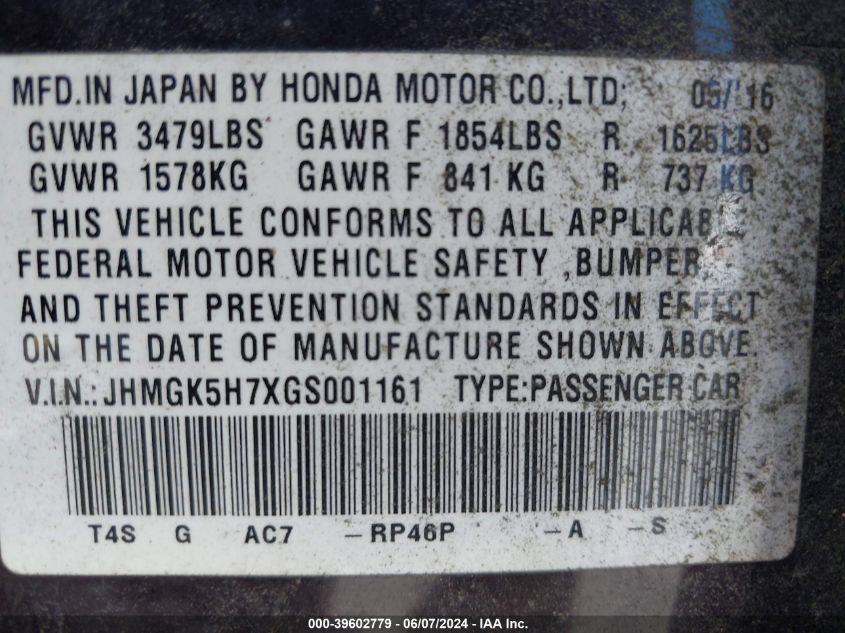 MFD.IN JAPAN BY HONDA MOTOR CO.,LTD; 05/'16
GVWR 3479LBS GAWR F 1854LBS R 1625LBS
GVWR 1578KG GAWR F 841 KG R 737 KG
THIS VEHICLE CONFORMS TO ALL APPLICABLE
FEDERAL MOTOR VEHICLE SAFETY ,BUMPER,
AND THEFT PREVENTION STANDARDS IN EFFECT
ON THE DATE OF MANUFACTURE SHOWN ABOVE.
V.I.N.:JHMGK5H7XGS001161 TYPE:PASSENGER CAR
T4S G AC7 -RP46P -A -S
000-39602779 | 06/07/2024 - IAA Inc.